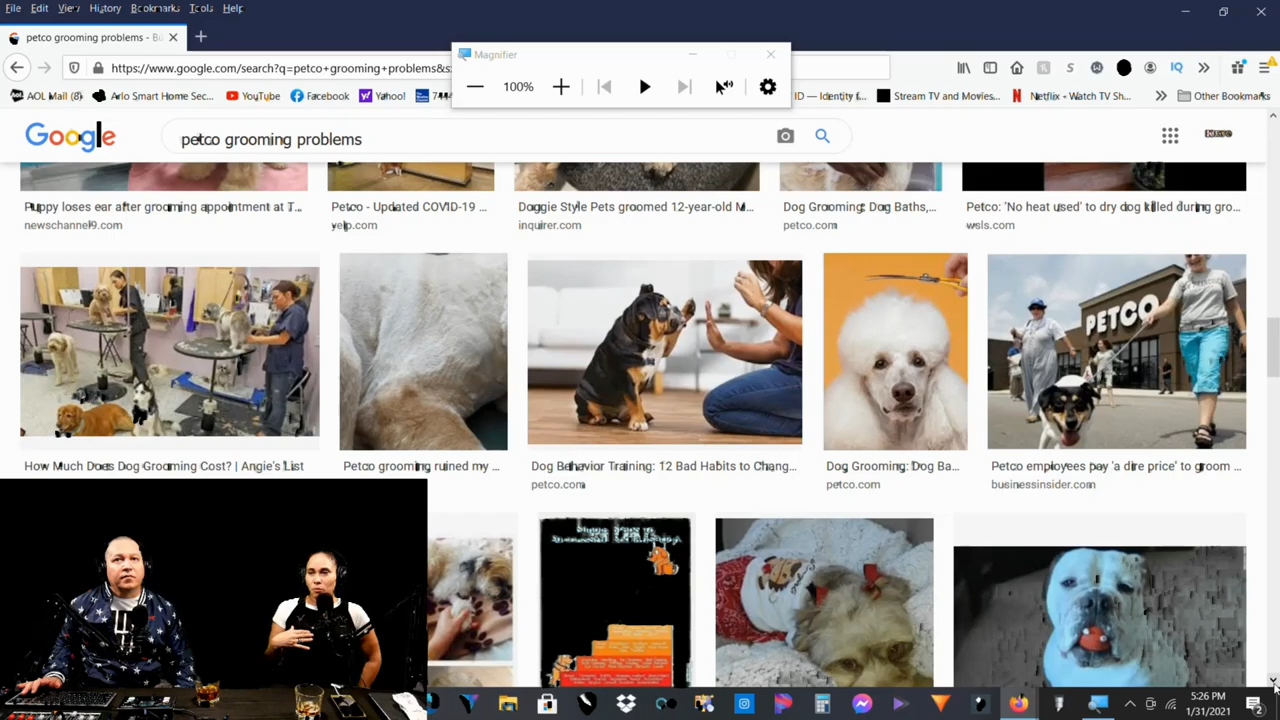 File Edit View History Bookmarks Tools Help
petco grooming problems - Bi
Magnifier
https://www.google.com/search?q=petco+grooming+problems&s
100%
AOL Mail (8) Arlo Smart Home Sec... YouTube Facebook Yahoo! ID — Identity f... Stream TV and Movies... Netflix - Watch TV Sh... Other Bookmarks
Google petco grooming problems
Puppy loses ear after grooming appointment at T... Petco - Updated COVID-19 ... Doggie Style Pets groomed 12-year-old M... Dog Grooming: Dog Baths,... Petco: 'No heat used' to dry dog killed during gro...
newschannel9.com yelp.com inquirer.com petco.com wsls.com
PETCO
How Much Does Dog Grooming Cost? | Angie's List Petco grooming, ruined my ... Dog Behavior Training: 12 Bad Habits to Chang... Dog Grooming: Dog Ba... Petco employees pay 'a dire price' to groom ...
petco.com petco.com businessinsider.com
5:26 PM
1/31/2021
2